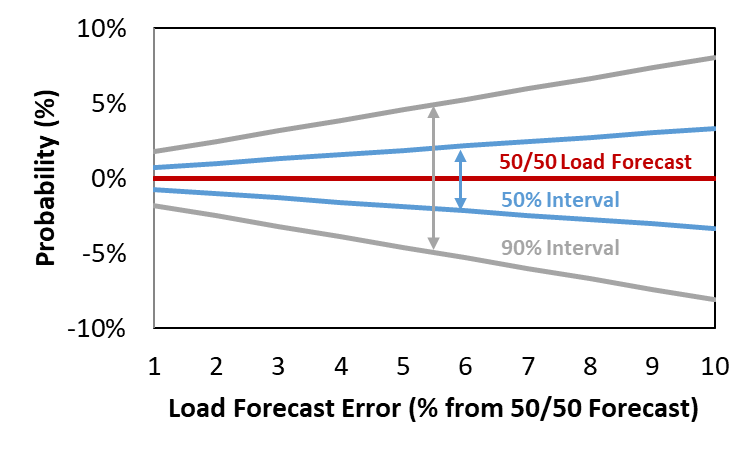 10%
5%
0%
-5%
-10%
Probability (%)
50/50 Load Forecast
50% Interval
90% Interval
1 2 3 4 5 6 7 8 9 10
Load Forecast Error (% from 50/50 Forecast)